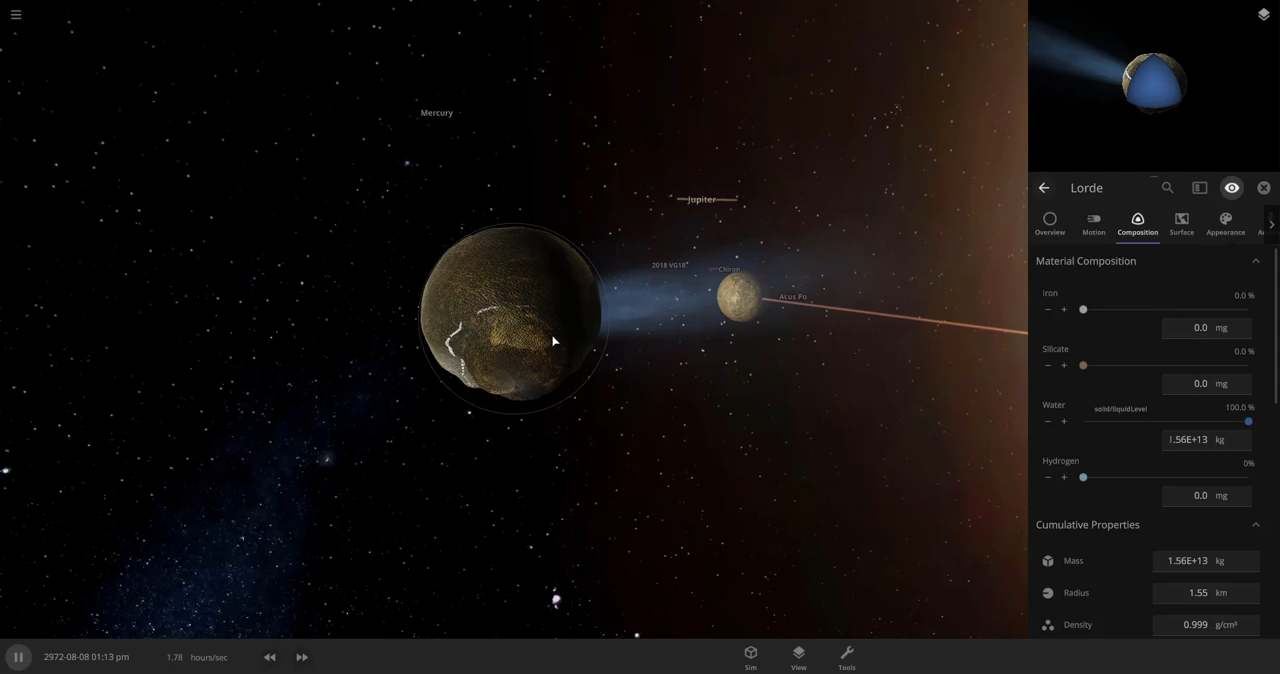 Mercury
Jupiter
2018 VG18
Chiron
Acus Po
Lorde
Overview
Motion
Composition
Surface
Appearance
Material Composition
Iron
0.0 %
0.0 mg
Silicate
0.0 %
0.0 mg
Water
solid/liquidLevel
100.0 %
1.56E+13 kg
Hydrogen
0%
0.0 mg
Cumulative Properties
Mass 1.56E+13 kg
Radius 1.55 km
Density 0.999 g/cm³
2972-08-08 01:13 pm 1.78 hours/sec
Sim View Tools